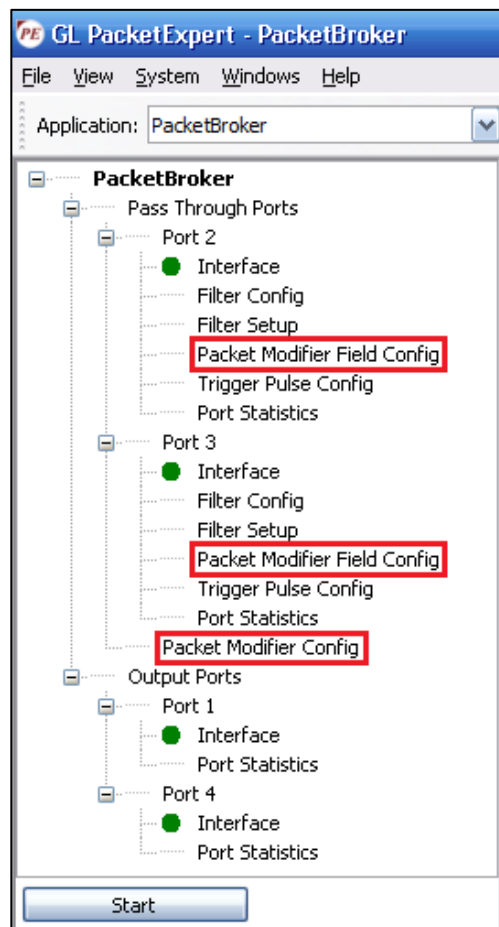 PE GL PacketExpert - PacketBroker
File View System Windows Help
Application: PacketBroker
PacketBroker
Pass Through Ports
Port 2
Interface
Filter Config
Filter Setup
Packet Modifier Field Config
Trigger Pulse Config
Port Statistics
Port 3
Interface
Filter Config
Filter Setup
Packet Modifier Field Config
Trigger Pulse Config
Port Statistics
Packet Modifier Config
Output Ports
Port 1
Interface
Port Statistics
Port 4
Interface
Port Statistics
Start